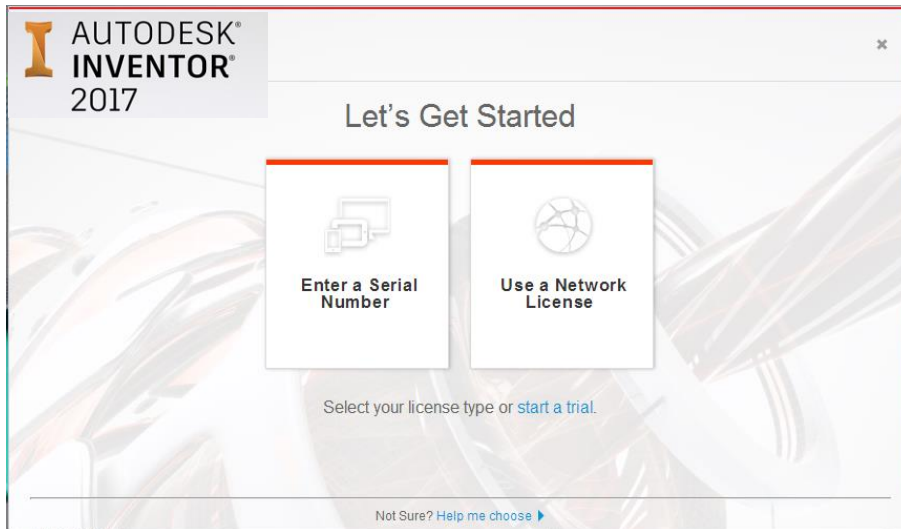 AUTODESK®
INVENTOR®
2017
Let's Get Started
Enter a Serial
Number
Use a Network
License
Select your license type or start a trial.
Not Sure? Help me choose